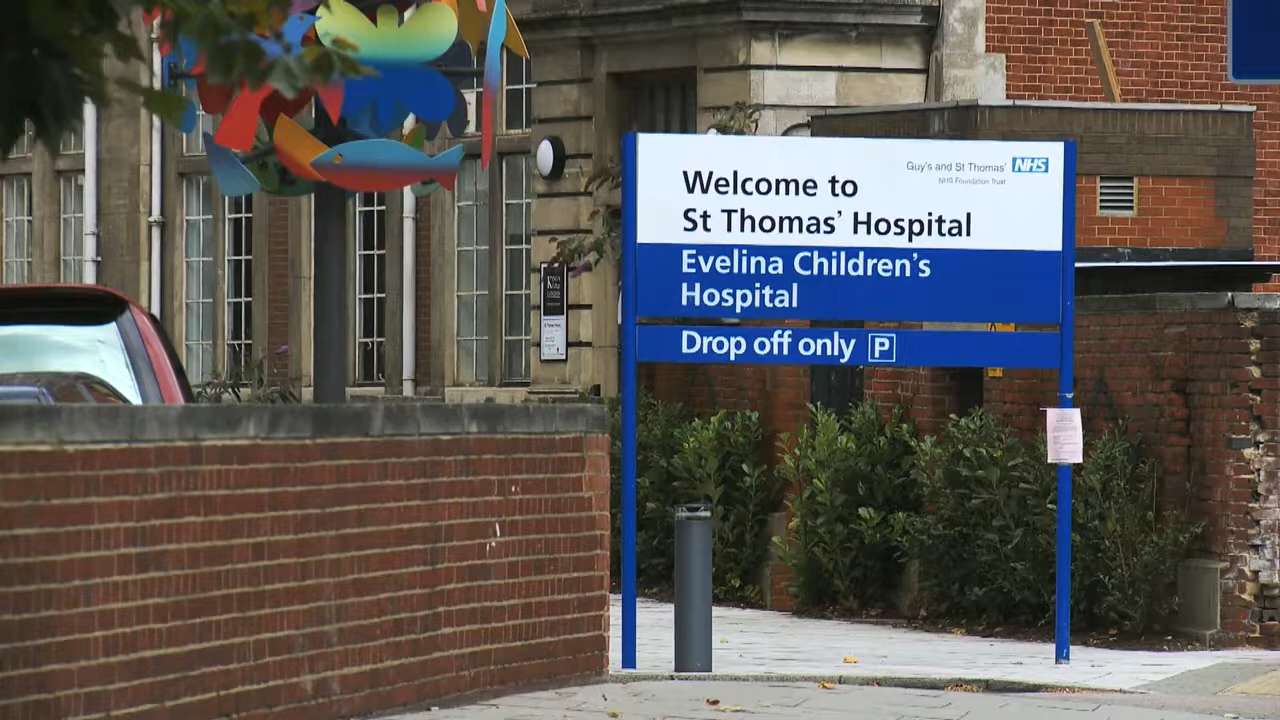 Guy's and St Thomas' NHS
NHS Foundation Trust
Welcome to
St Thomas' Hospital
Evelina Children's
Hospital
Drop off only P